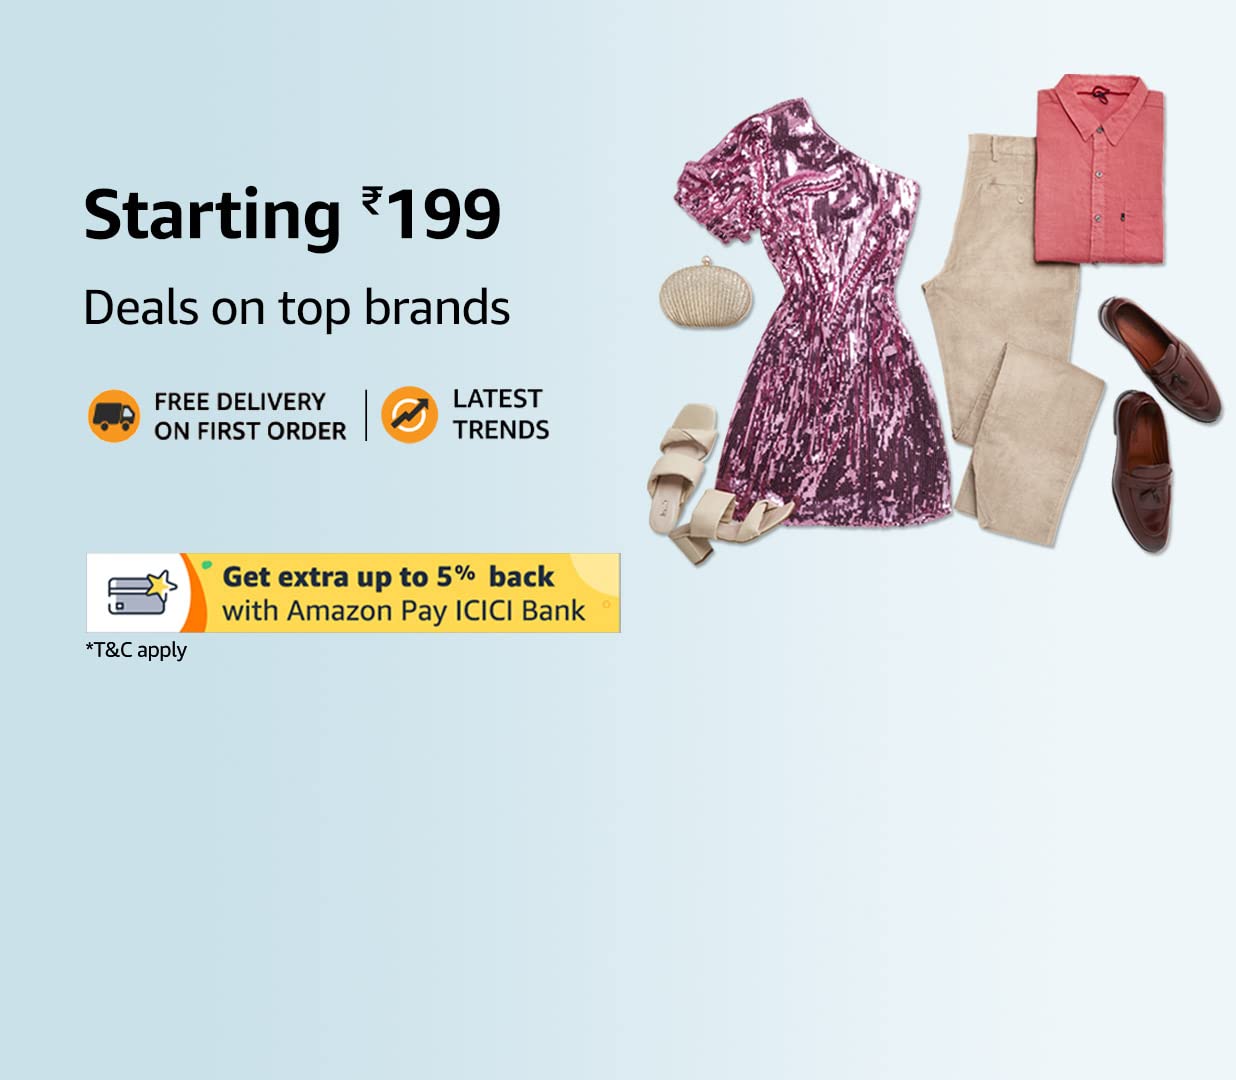 Starting ₹199
Deals on top brands
FREE DELIVERY
ON FIRST ORDER
LATEST
TRENDS
Get extra up to 5% back
with Amazon Pay ICICI Bank
*T&C apply